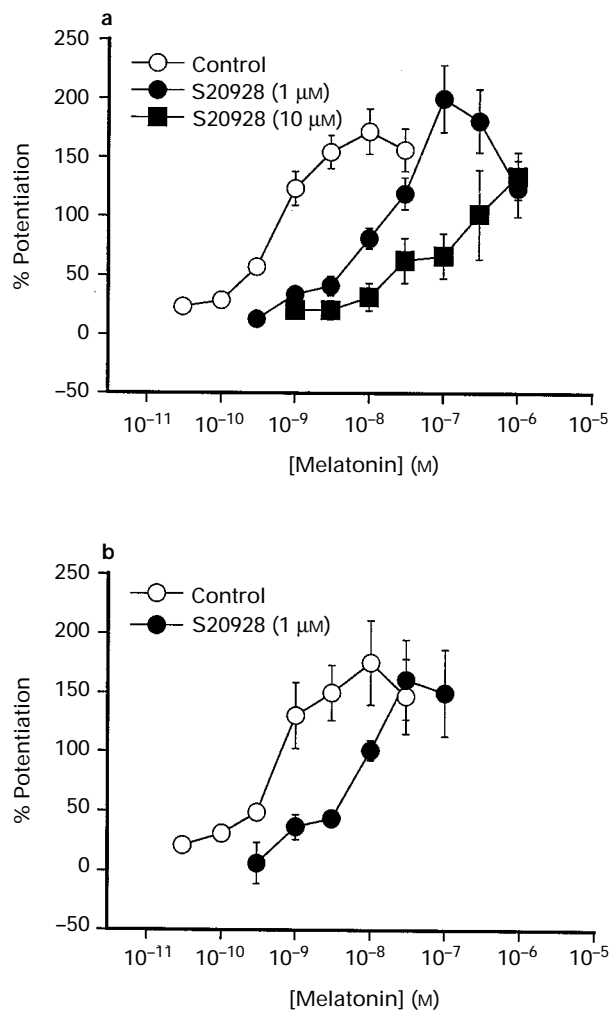 a
250
200
150
100
50
0
−50
% Potentiation
Control
S20928 (1 μM)
S20928 (10 μM)
10⁻¹¹ 10⁻¹⁰ 10⁻⁹ 10⁻⁸ 10⁻⁷ 10⁻⁶ 10⁻⁵
[Melatonin] (M)
b
250
200
150
100
50
0
−50
% Potentiation
Control
S20928 (1 μM)
10⁻¹¹ 10⁻¹⁰ 10⁻⁹ 10⁻⁸ 10⁻⁷ 10⁻⁶ 10⁻⁵
[Melatonin] (M)